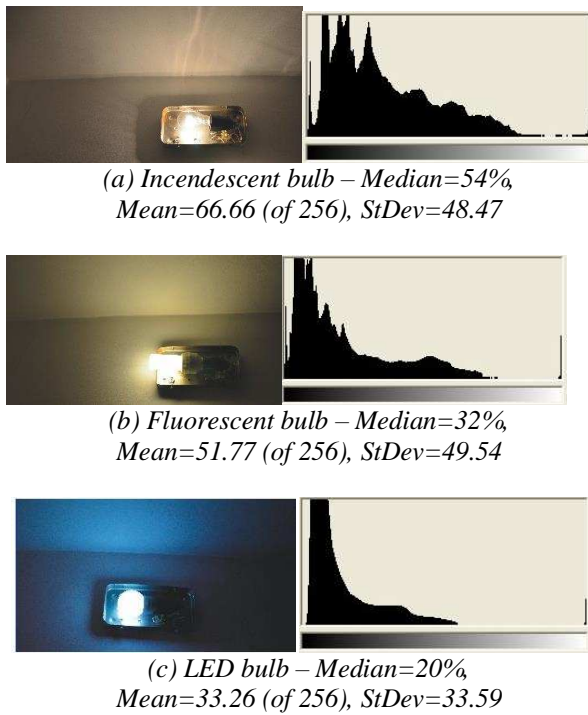 (a) Incendescent bulb – Median=54%,
Mean=66.66 (of 256), StDev=48.47
(b) Fluorescent bulb – Median=32%,
Mean=51.77 (of 256), StDev=49.54
(c) LED bulb – Median=20%,
Mean=33.26 (of 256), StDev=33.59